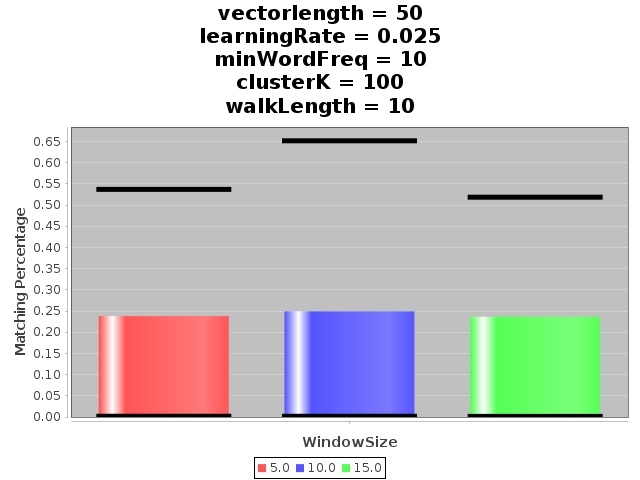 vectorlength = 50
learningRate = 0.025
minWordFreq = 10
clusterK = 100
walkLength = 10
Matching Percentage
0.65
0.60
0.55
0.50
0.45
0.40
0.35
0.30
0.25
0.20
0.15
0.10
0.05
0.00
WindowSize
5.0 10.0 15.0